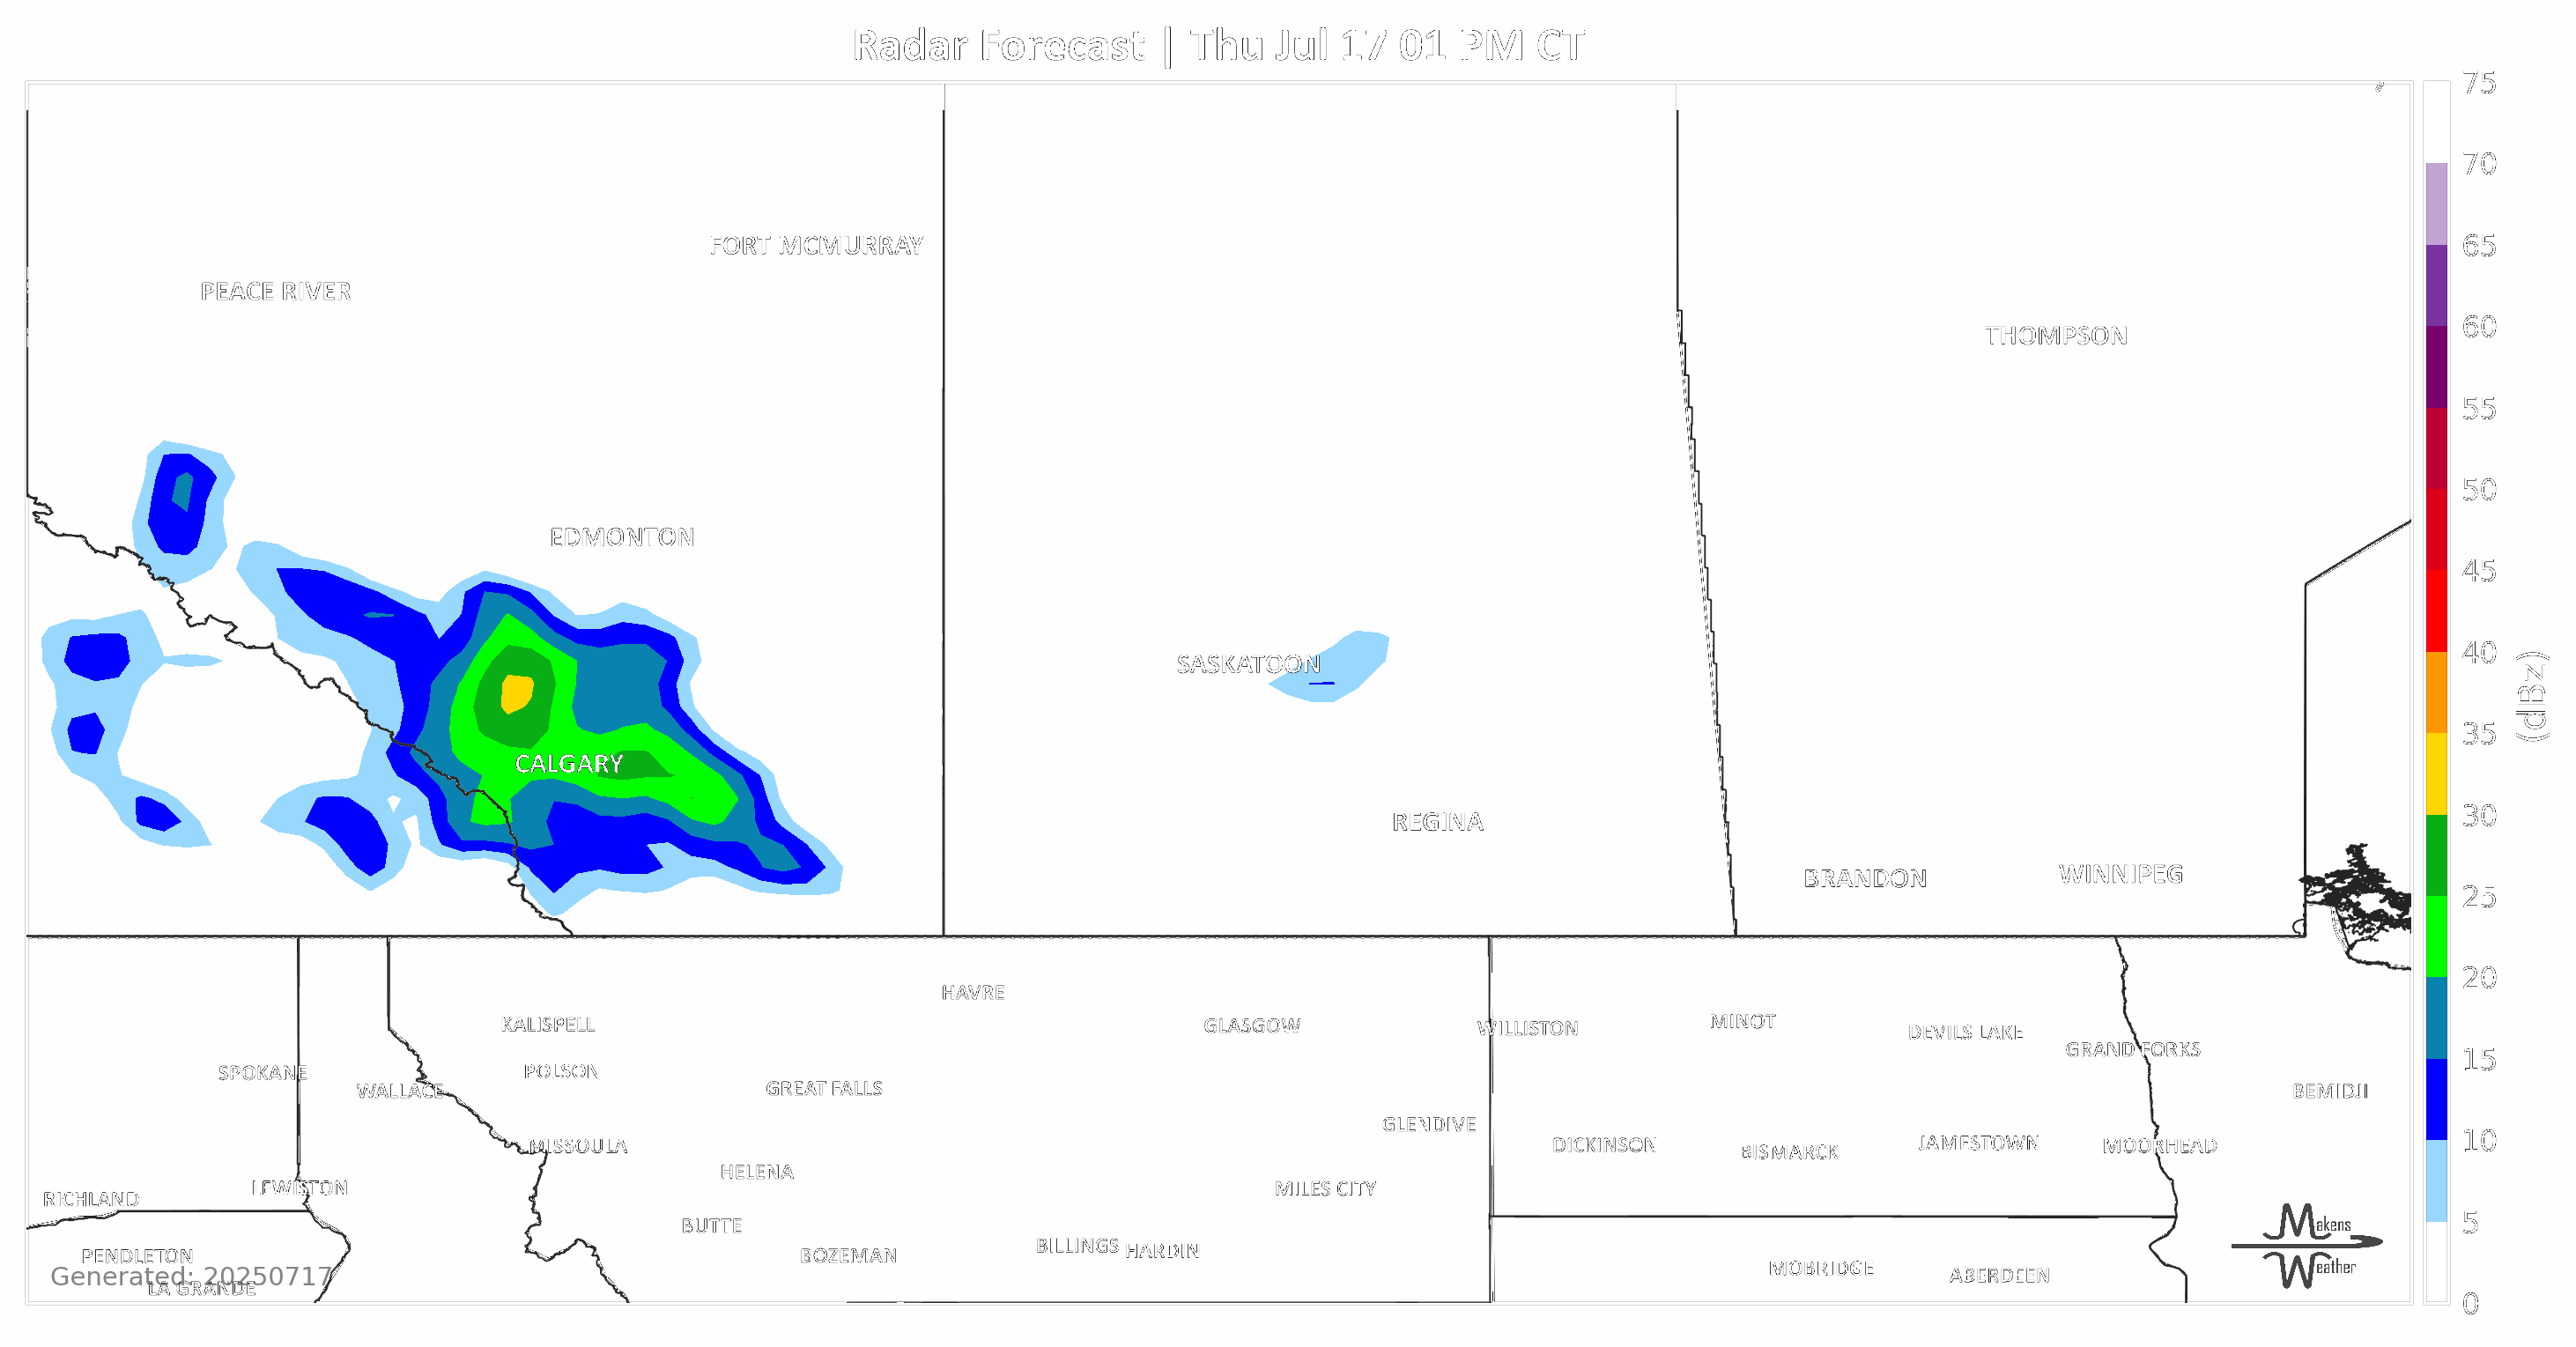 Radar Forecast | Thu Jul 17 01 PM CT
75
70
65
60
55
50
45
40
35
30
25
20
15
10
5
0
(dBz)
FORT MCMURRAY
PEACE RIVER
THOMPSON
EDMONTON
SASKATOON
CALGARY
REGINA
BRANDON
WINNIPEG
HAVRE
KALISPELL
GLASGOW
WILLISTON
MINOT
DEVILS LAKE
GRAND FORKS
SPOKANE
POLSON
WALLACE
GREAT FALLS
BEMIDJI
GLENDIVE
MISSOULA
DICKINSON
BISMARCK
JAMESTOWN
MOORHEAD
HELENA
LEWISTON
MILES CITY
RICHLAND
BUTTE
BILLINGS
HARDIN
PENDLETON
BOZEMAN
MOBRIDGE
ABERDEEN
Generated: 20250717
LA GRANDE
Makens
Weather